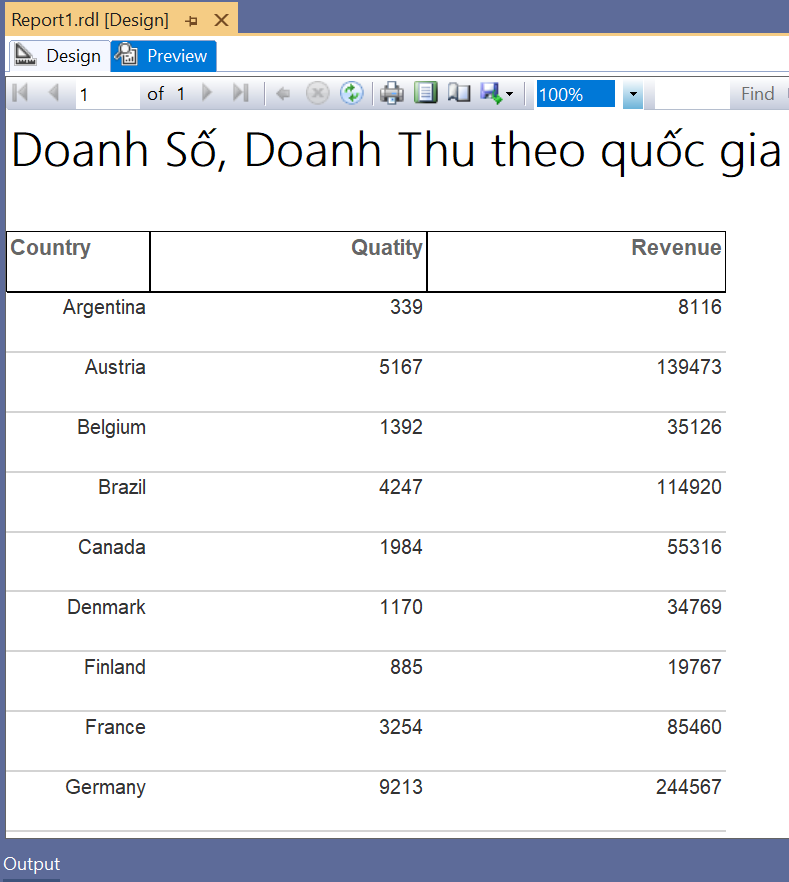 Report1.rdl [Design]
Design Preview
1 of 1 100% Find
Doanh Số, Doanh Thu theo quốc gia
Country Quatity Revenue
Argentina 339 8116
Austria 5167 139473
Belgium 1392 35126
Brazil 4247 114920
Canada 1984 55316
Denmark 1170 34769
Finland 885 19767
France 3254 85460
Germany 9213 244567
Output